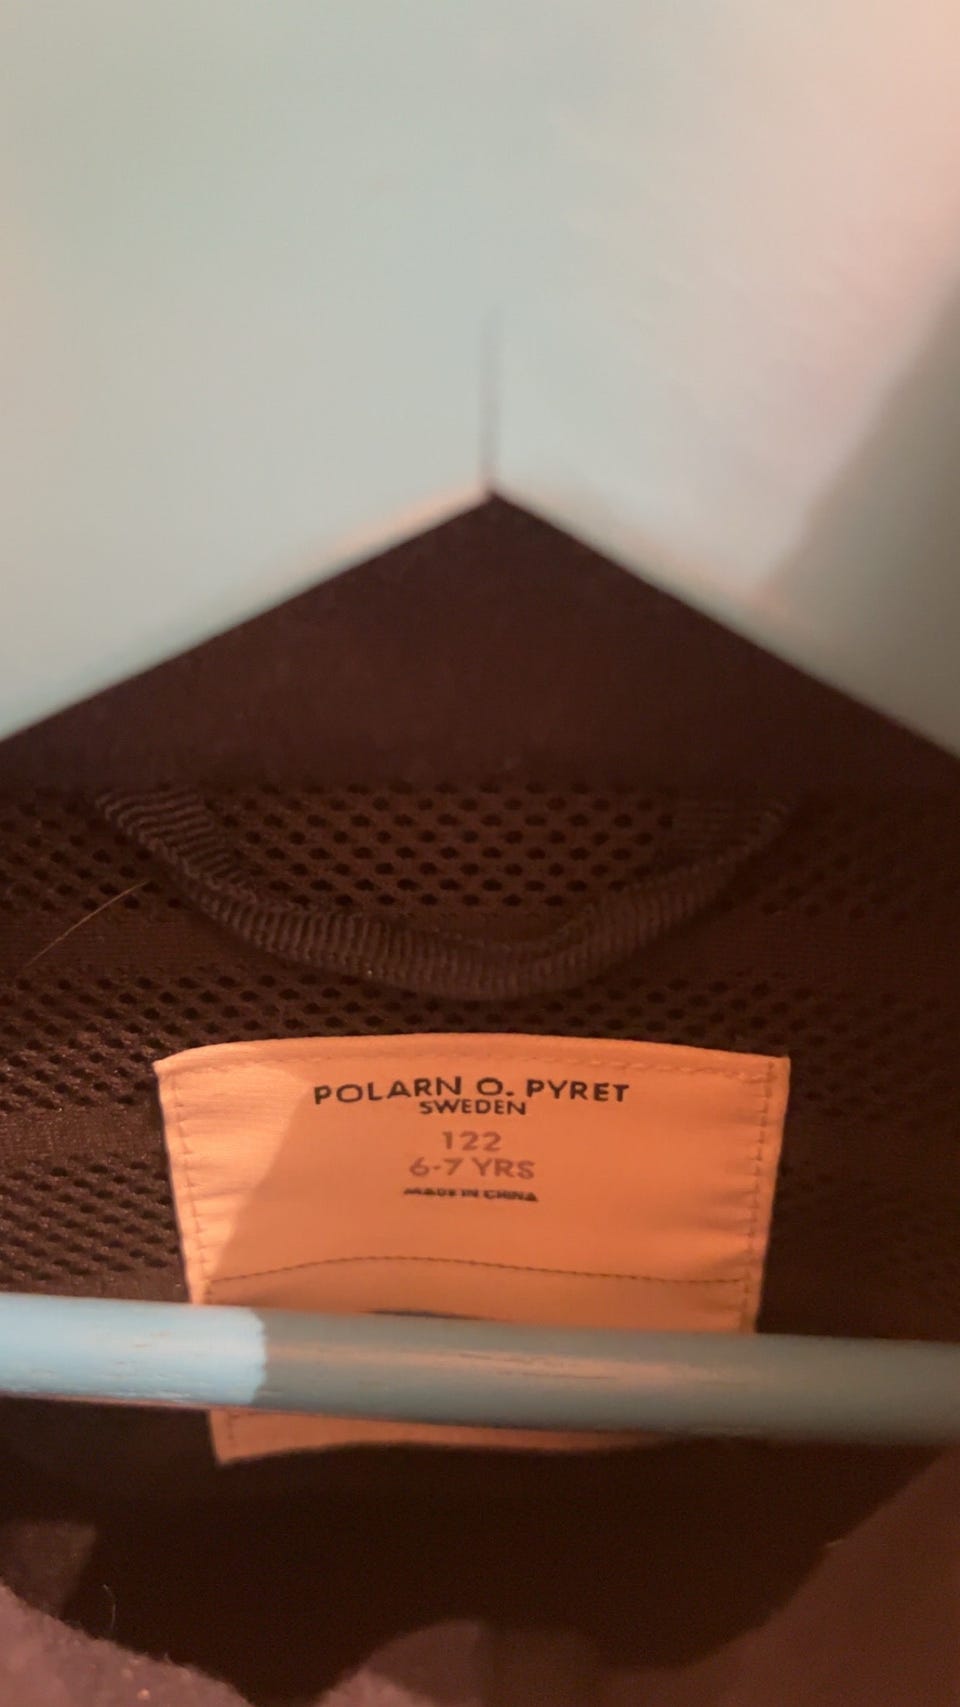 POLARN O. PYRET
SWEDEN
122
6-7 YRS
MADE IN CHINA